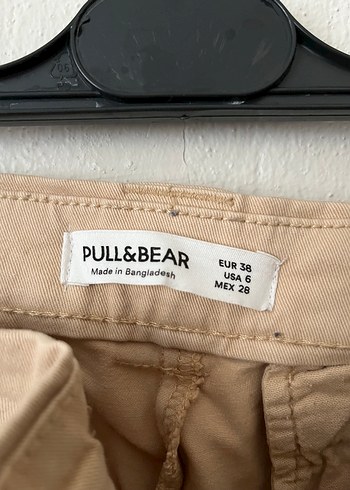 PULL&BEAR
Made in Bangladesh
EUR 38
USA 6
MEX 28